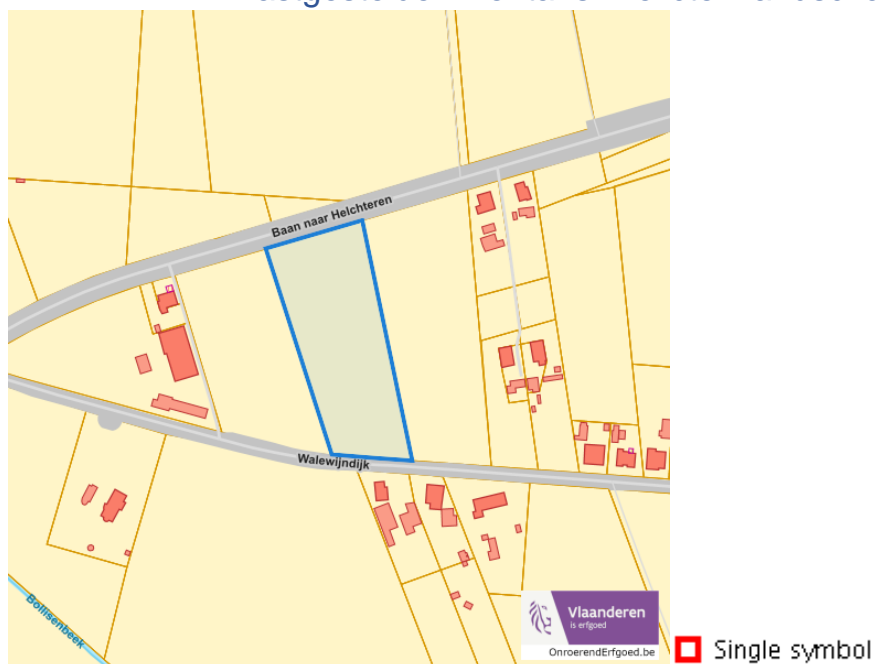 Baan naar Helchteren
Walewijndijk
Bollisenbeek
Vlaanderen
is erfgoed
OnroerendErfgoed.be
Single symbol